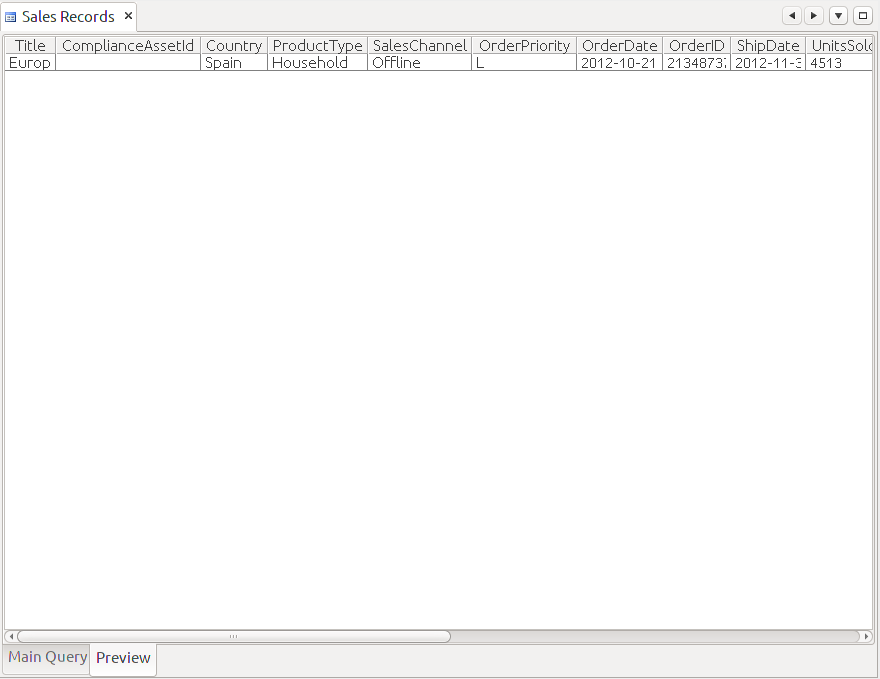 Sales Records
Title ComplianceAssetId Country ProductType SalesChannel OrderPriority OrderDate OrderID ShipDate UnitsSold
Europ Spain Household Offline L 2012-10-21 2134873 2012-11-3 4513
Main Query Preview